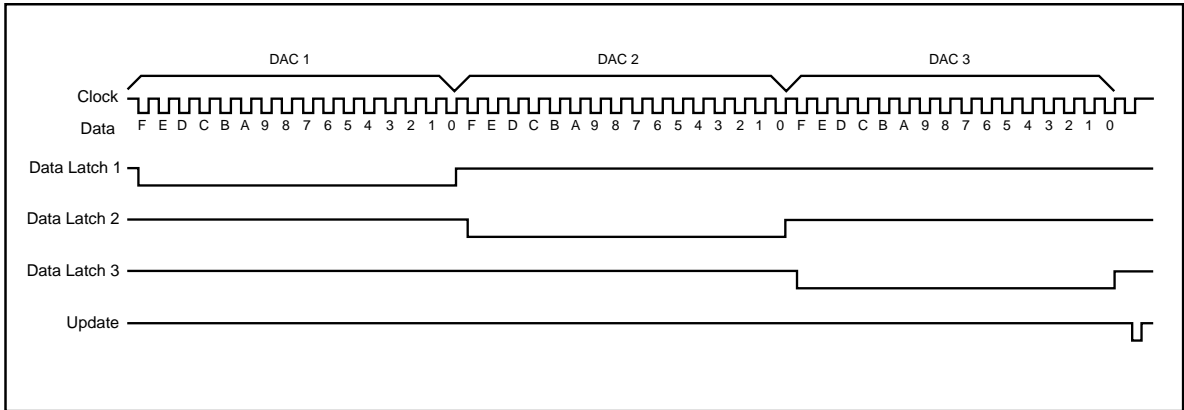 DAC 1 DAC 2 DAC 3
Clock
Data F E D C B A 9 8 7 6 5 4 3 2 1 0 F E D C B A 9 8 7 6 5 4 3 2 1 0 F E D C B A 9 8 7 6 5 4 3 2 1 0
Data Latch 1
Data Latch 2
Data Latch 3
Update